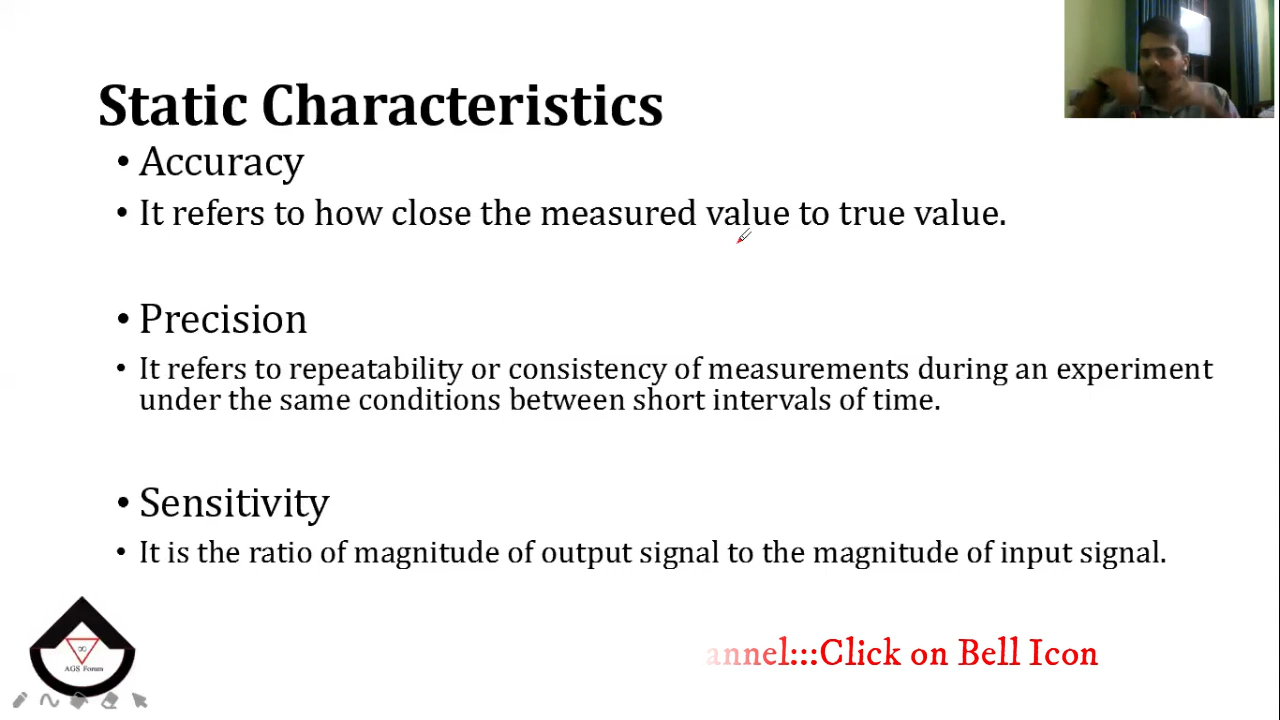 Static Characteristics
• Accuracy
• It refers to how close the measured value to true value.
• Precision
• It refers to repeatability or consistency of measurements during an experiment
under the same conditions between short intervals of time.
• Sensitivity
• It is the ratio of magnitude of output signal to the magnitude of input signal.
∞
AGS Forum
annel:::Click on Bell Icon